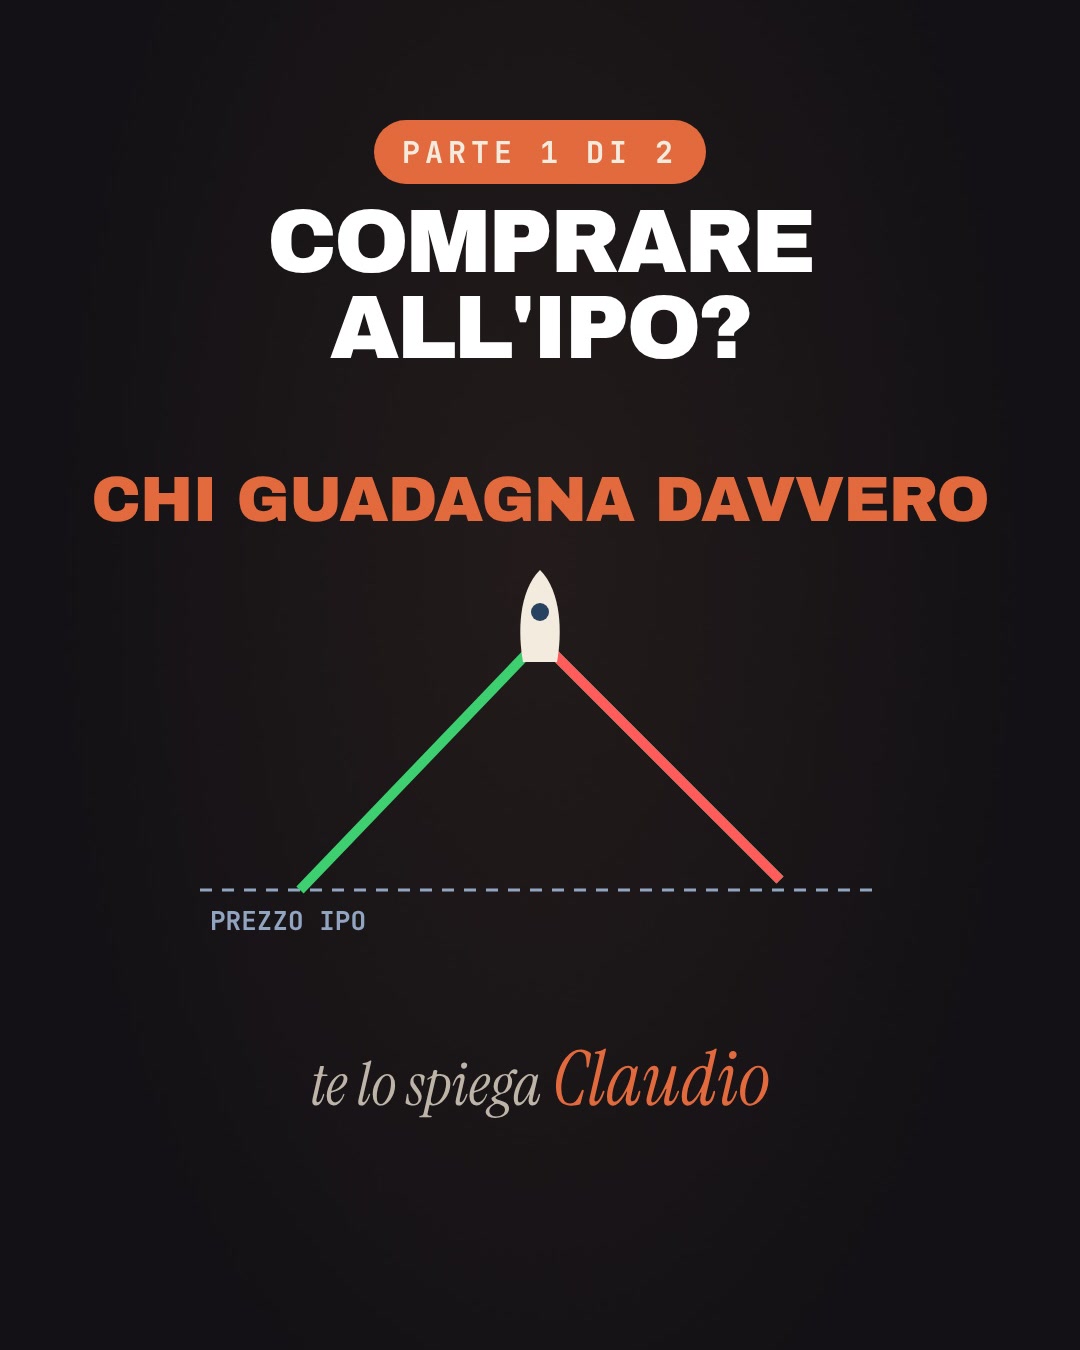 PARTE 1 DI 2
COMPRARE
ALL'IPO?
CHI GUADAGNA DAVVERO
PREZZO IPO
te lo spiega Claudio